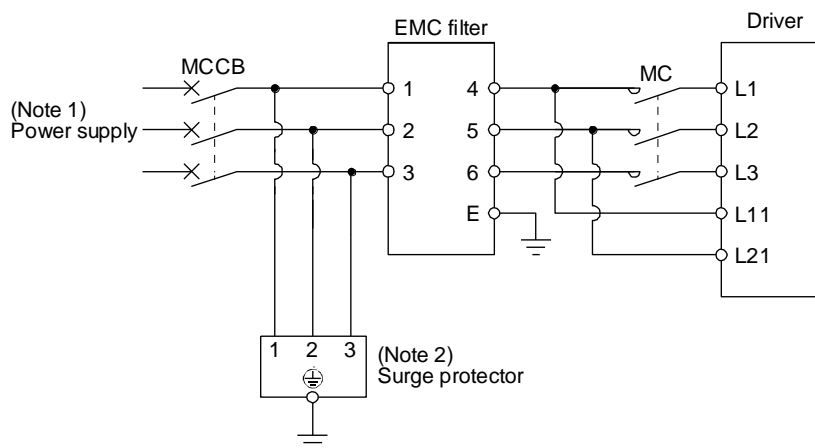 Driver
EMC filter
MCCB
MC
(Note 1)
Power supply
1
4
L1
2
5
L2
3
6
L3
E
L11
L21
1 2 3
(Note 2)
Surge protector